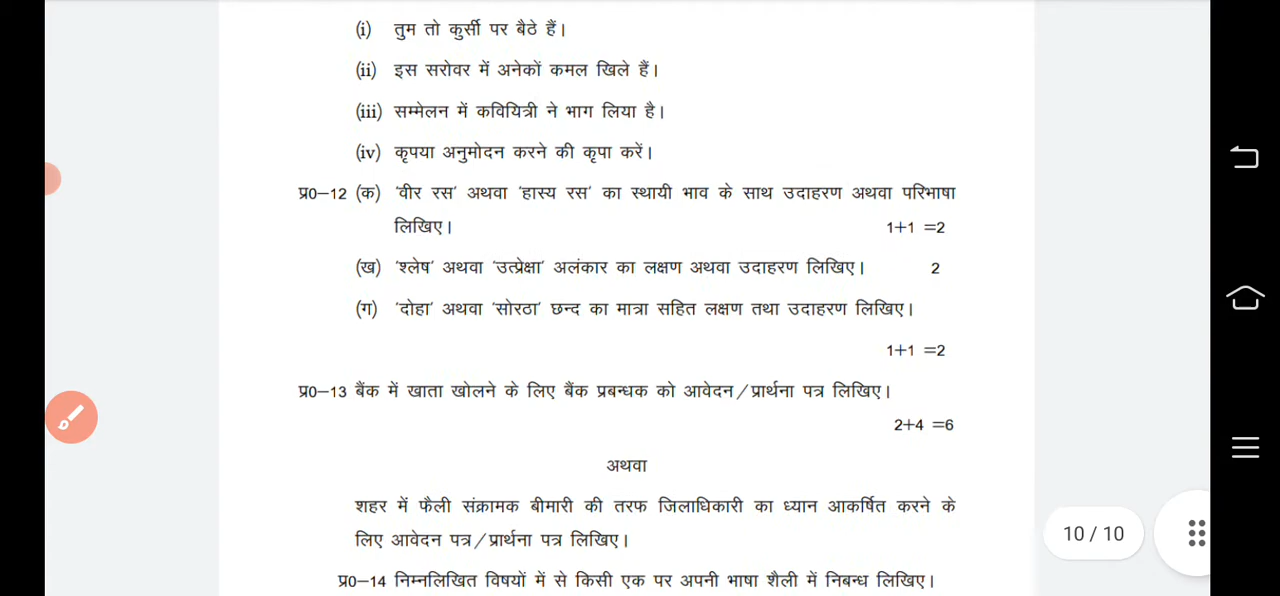 (i) तुम तो कुर्सी पर बैठे हैं।
(ii) इस सरोवर में अनेकों कमल खिले हैं।
(iii) सम्मेलन में कवियित्री ने भाग लिया है।
(iv) कृपया अनुमोदन करने की कृपा करें।
प्र0–12 (क) 'वीर रस' अथवा 'हास्य रस' का स्थायी भाव के साथ उदाहरण अथवा परिभाषा
लिखिए। 1+1 =2
(ख) 'श्लेष' अथवा 'उत्प्रेक्षा' अलंकार का लक्षण अथवा उदाहरण लिखिए। 2
(ग) 'दोहा' अथवा 'सोरठा' छन्द का मात्रा सहित लक्षण तथा उदाहरण लिखिए।
1+1 =2
प्र0–13 बैंक में खाता खोलने के लिए बैंक प्रबन्धक को आवेदन/प्रार्थना पत्र लिखिए।
2+4 =6
अथवा
शहर में फैली संक्रामक बीमारी की तरफ जिलाधिकारी का ध्यान आकर्षित करने के
लिए आवेदन पत्र/प्रार्थना पत्र लिखिए।
10 / 10
प्र0–14 निम्नलिखित विषयों में से किसी एक पर अपनी भाषा शैली में निबन्ध लिखिए।